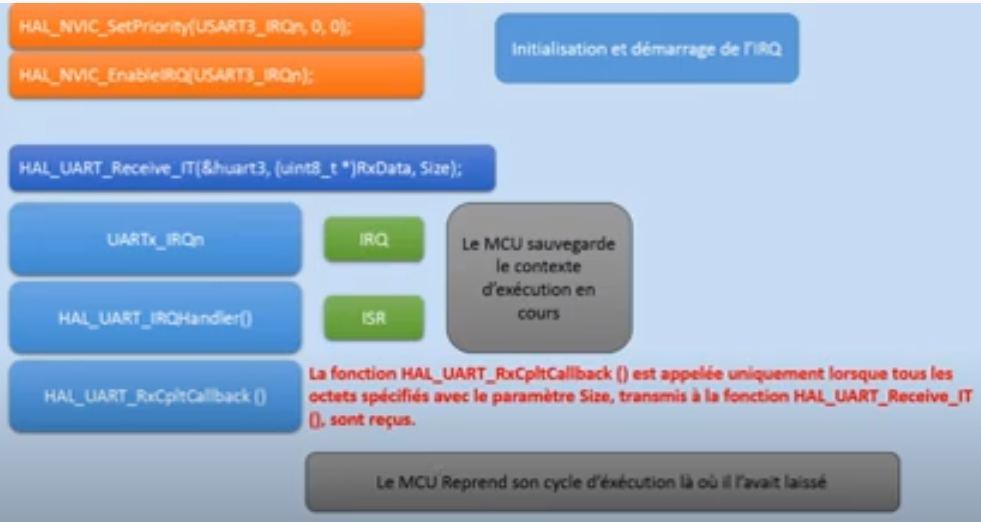 HAL_NVIC_SetPriority(USART3_IRQn, 0, 0);
Initialisation et démarrage de l'IRQ
HAL_NVIC_EnableIRQ(USART3_IRQn);
HAL_UART_Receive_IT(&huart3, (uint8_t *)RxData, Size);
UARTx_IRQn
IRQ
Le MCU sauvegarde
le contexte
d'exécution en
cours
HAL_UART_IRQHandler()
ISR
HAL_UART_RxCpltCallback ()
La fonction HAL_UART_RxCpltCallback () est appelée uniquement lorsque tous les
octets spécifiés avec le paramètre Size, transmis à la fonction HAL_UART_Receive_IT
(), sont reçus.
Le MCU Reprend son cycle d'éxécution là où il l'avait laissé